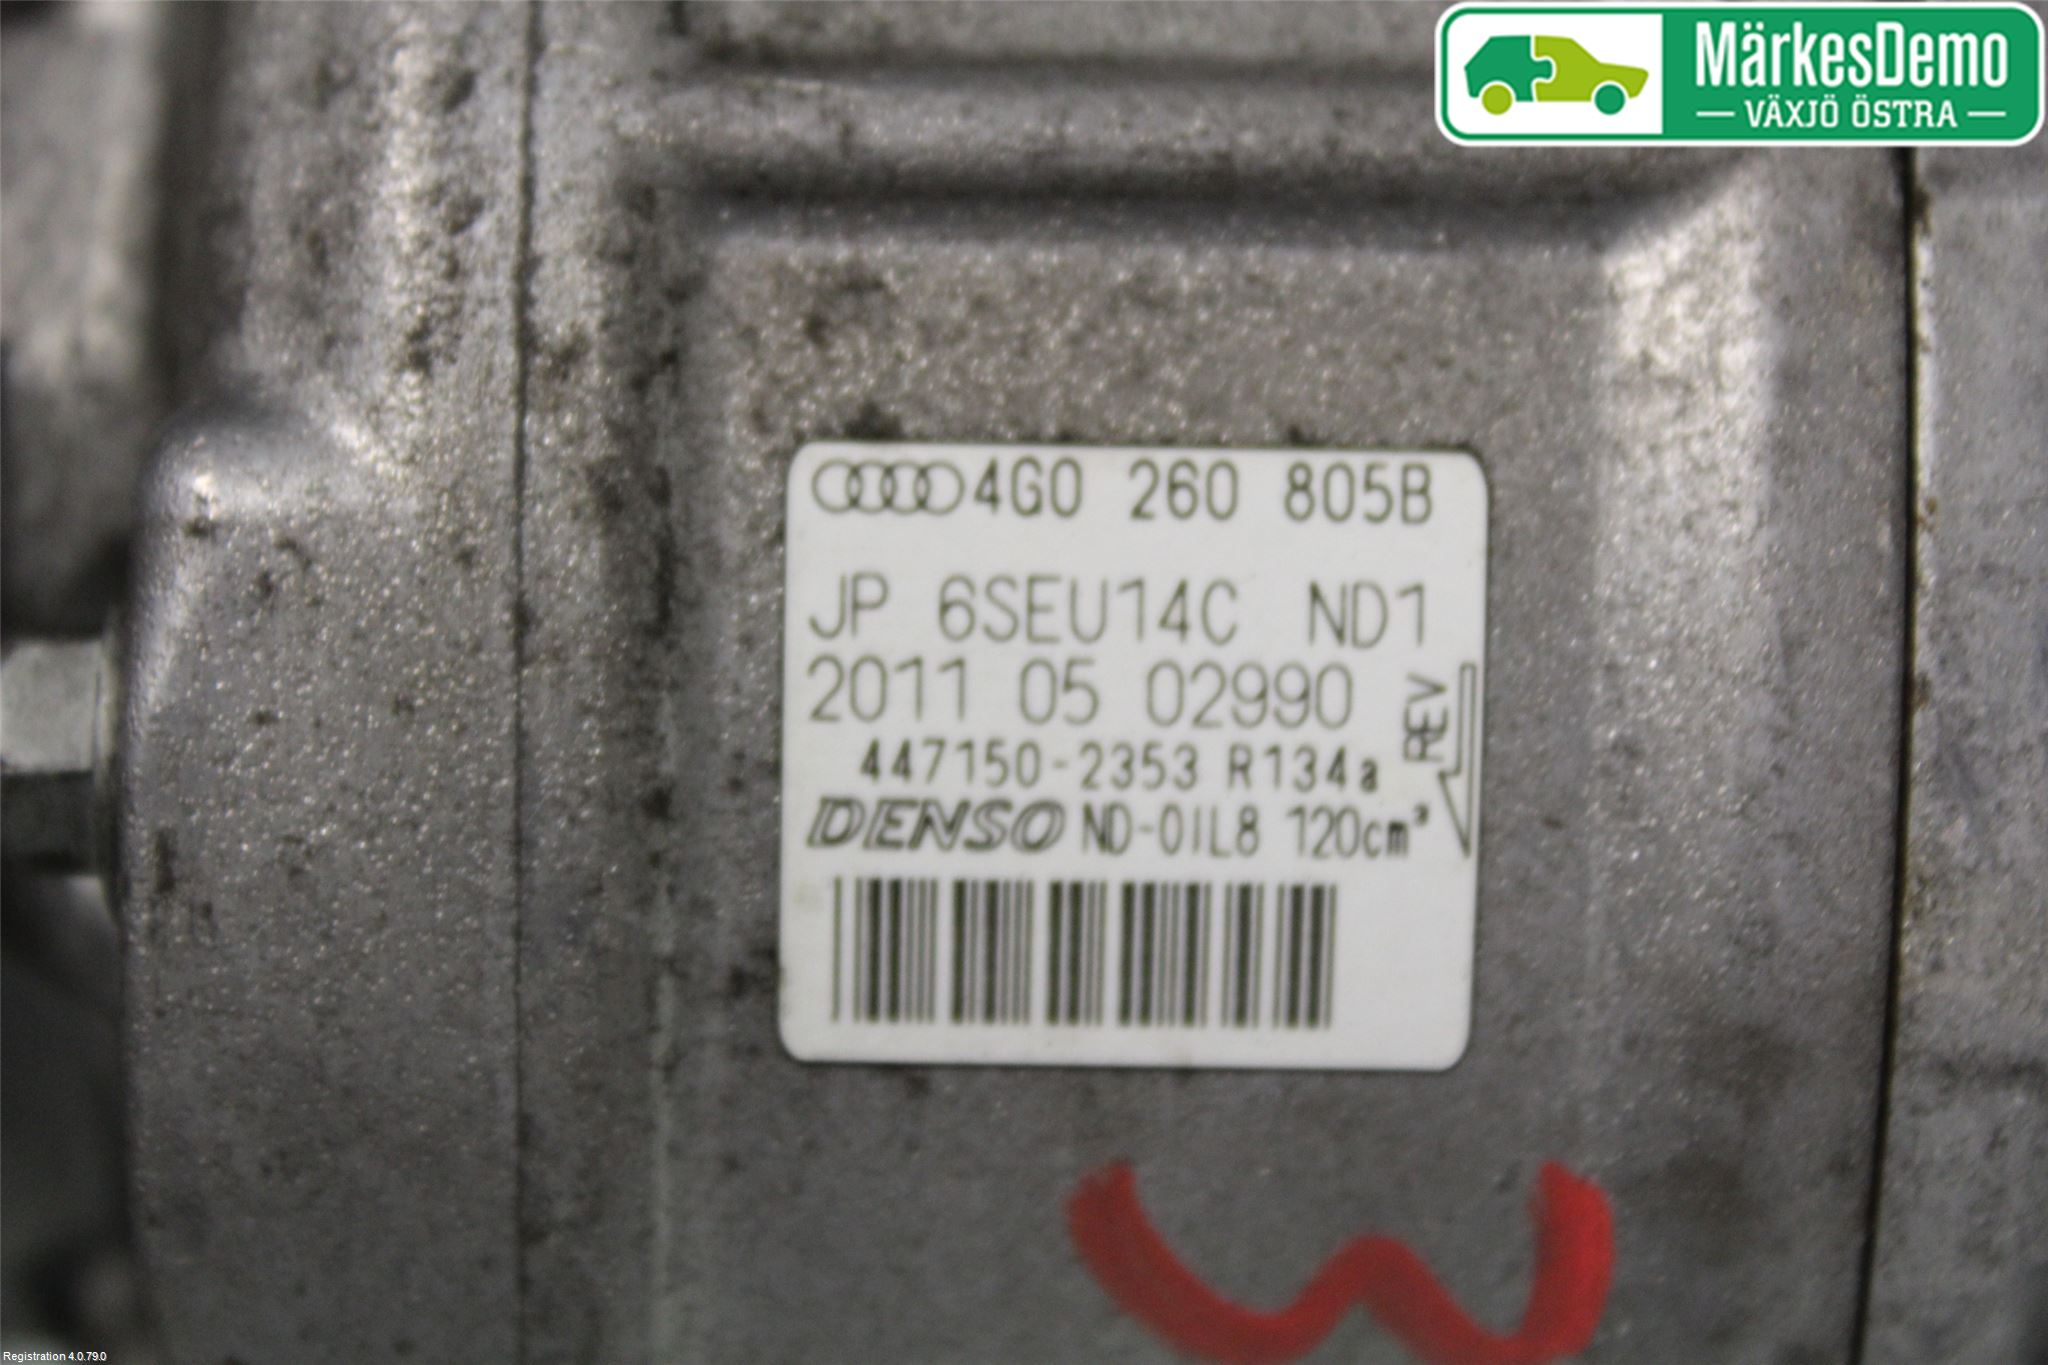 MärkesDemo
VÄXJÖ ÖSTRA
4G0 260 805B
JP 6SEU14C ND1
2011 05 02990
REV
447150-2353 R134a
DENSO ND-OIL8 120cm³
Registration 4.0.79.0